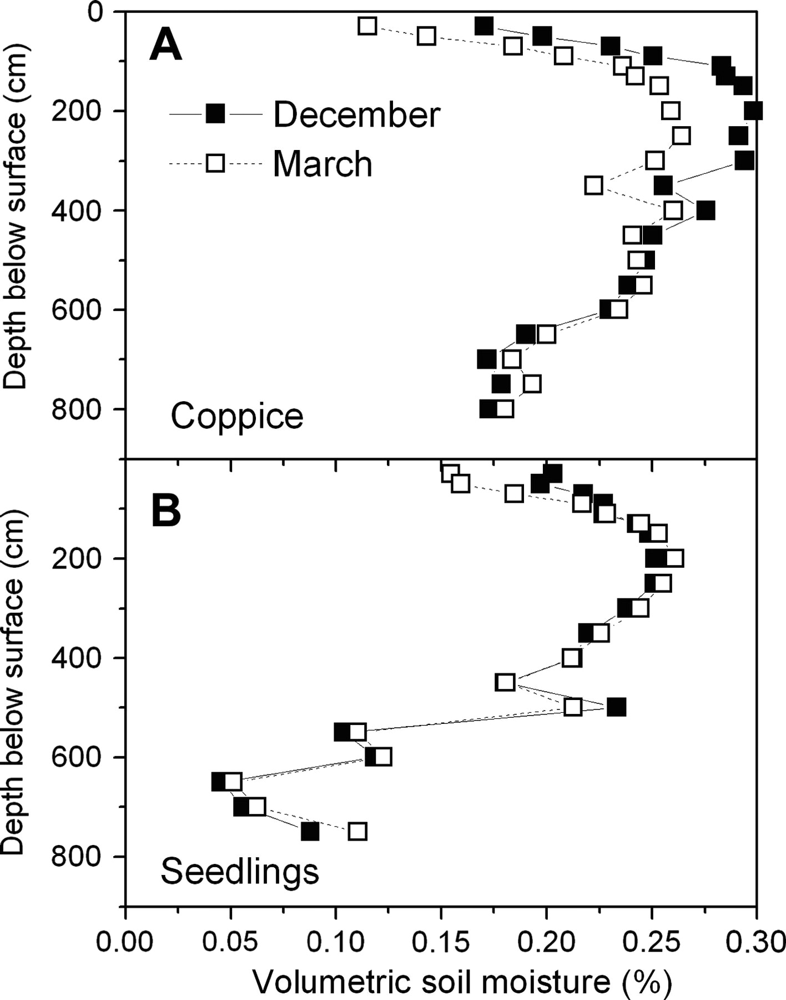 0
A
200
December
March
400
600
800
Coppice
Depth below surface (cm)
B
200
400
600
800
Seedlings
Depth below surface (cm)
0.00 0.05 0.10 0.15 0.20 0.25 0.30
Volumetric soil moisture (%)